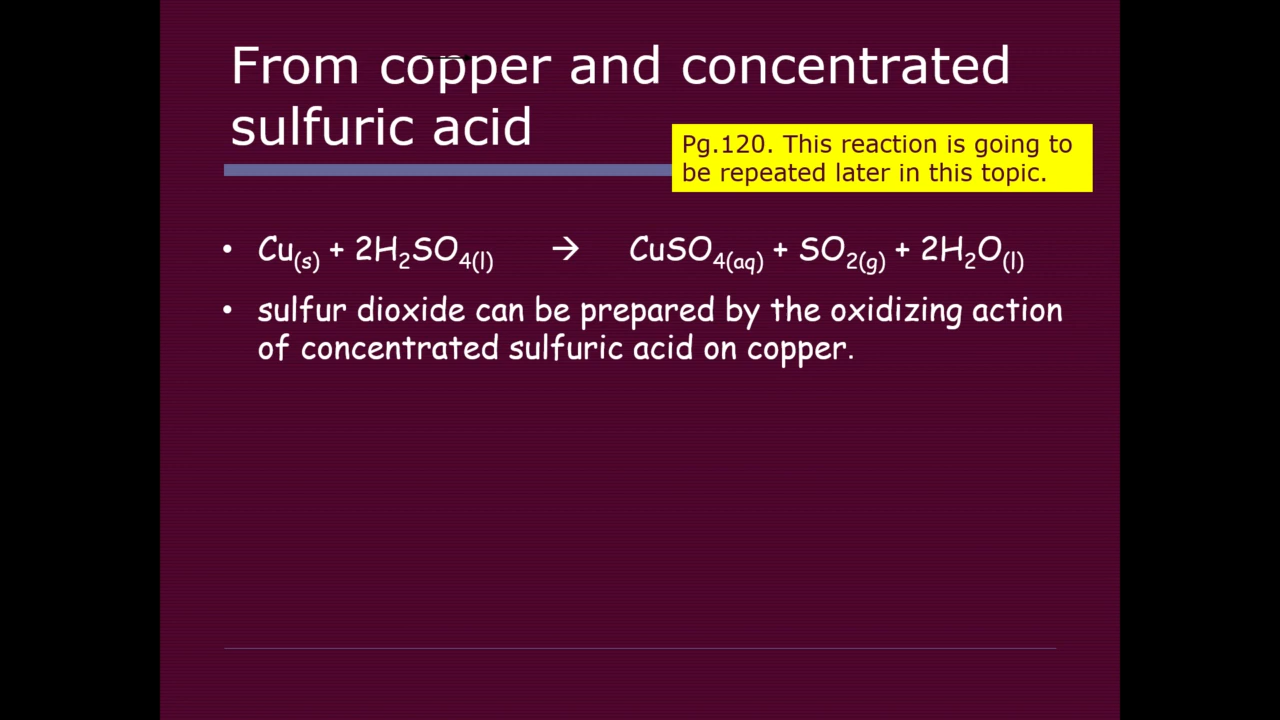 From copper and concentrated
sulfuric acid
Pg.120. This reaction is going to
be repeated later in this topic.
• Cu(s) + 2H2SO4(l) → CuSO4(aq) + SO2(g) + 2H2O(l)
• sulfur dioxide can be prepared by the oxidizing action
of concentrated sulfuric acid on copper.